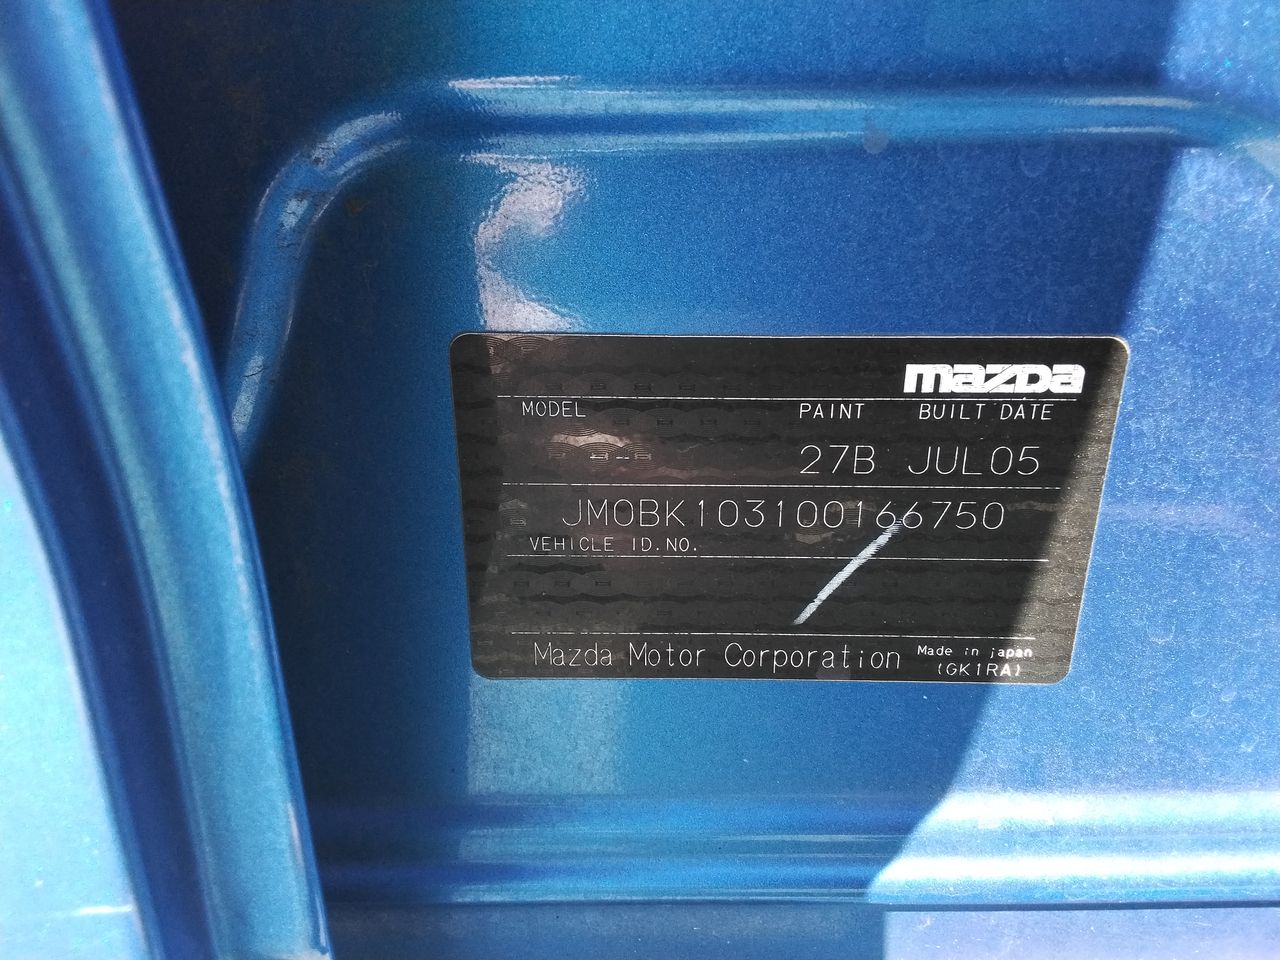 mazda
MODEL PAINT BUILT DATE
27B JUL05
JM0BK103100166750
VEHICLE ID.NO.
Mazda Motor Corporation Made in japan
(GK1RA)